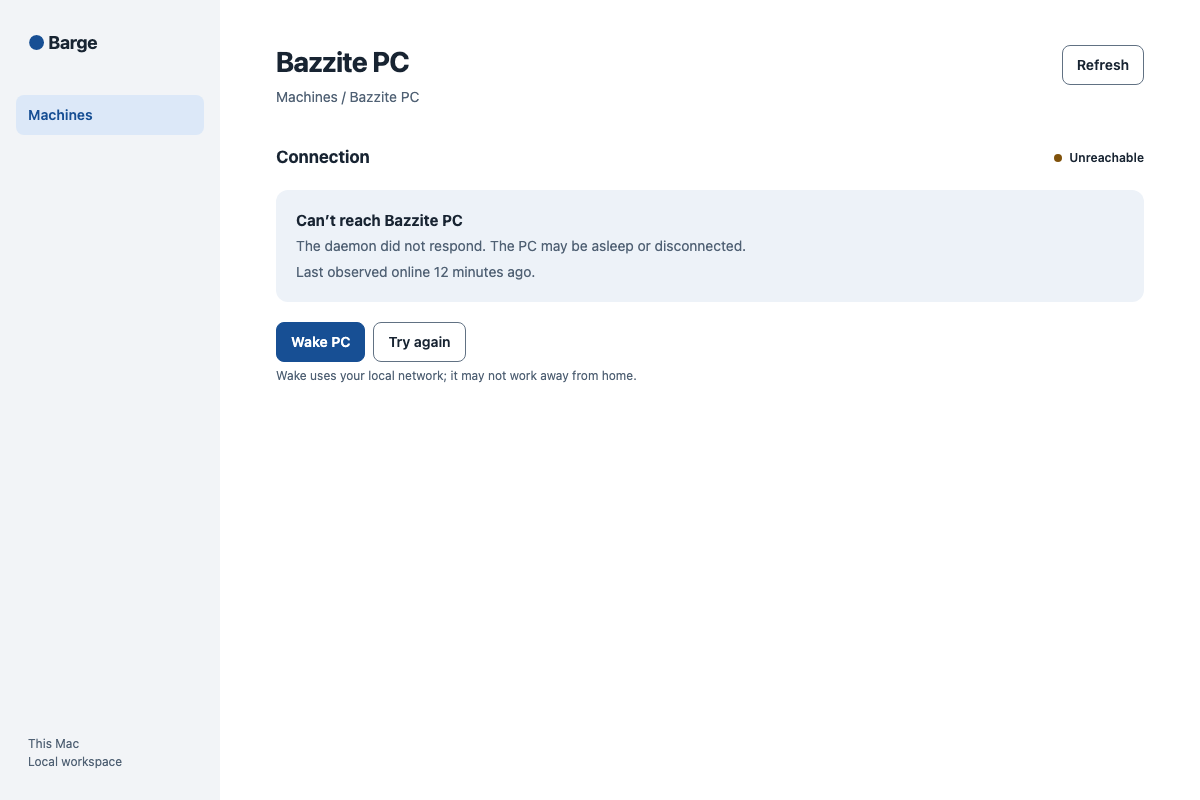 Barge
Machines
This Mac
Local workspace
Bazzite PC
Machines / Bazzite PC
Refresh
Connection
Unreachable
Can’t reach Bazzite PC
The daemon did not respond. The PC may be asleep or disconnected.
Last observed online 12 minutes ago.
Wake PC
Try again
Wake uses your local network; it may not work away from home.